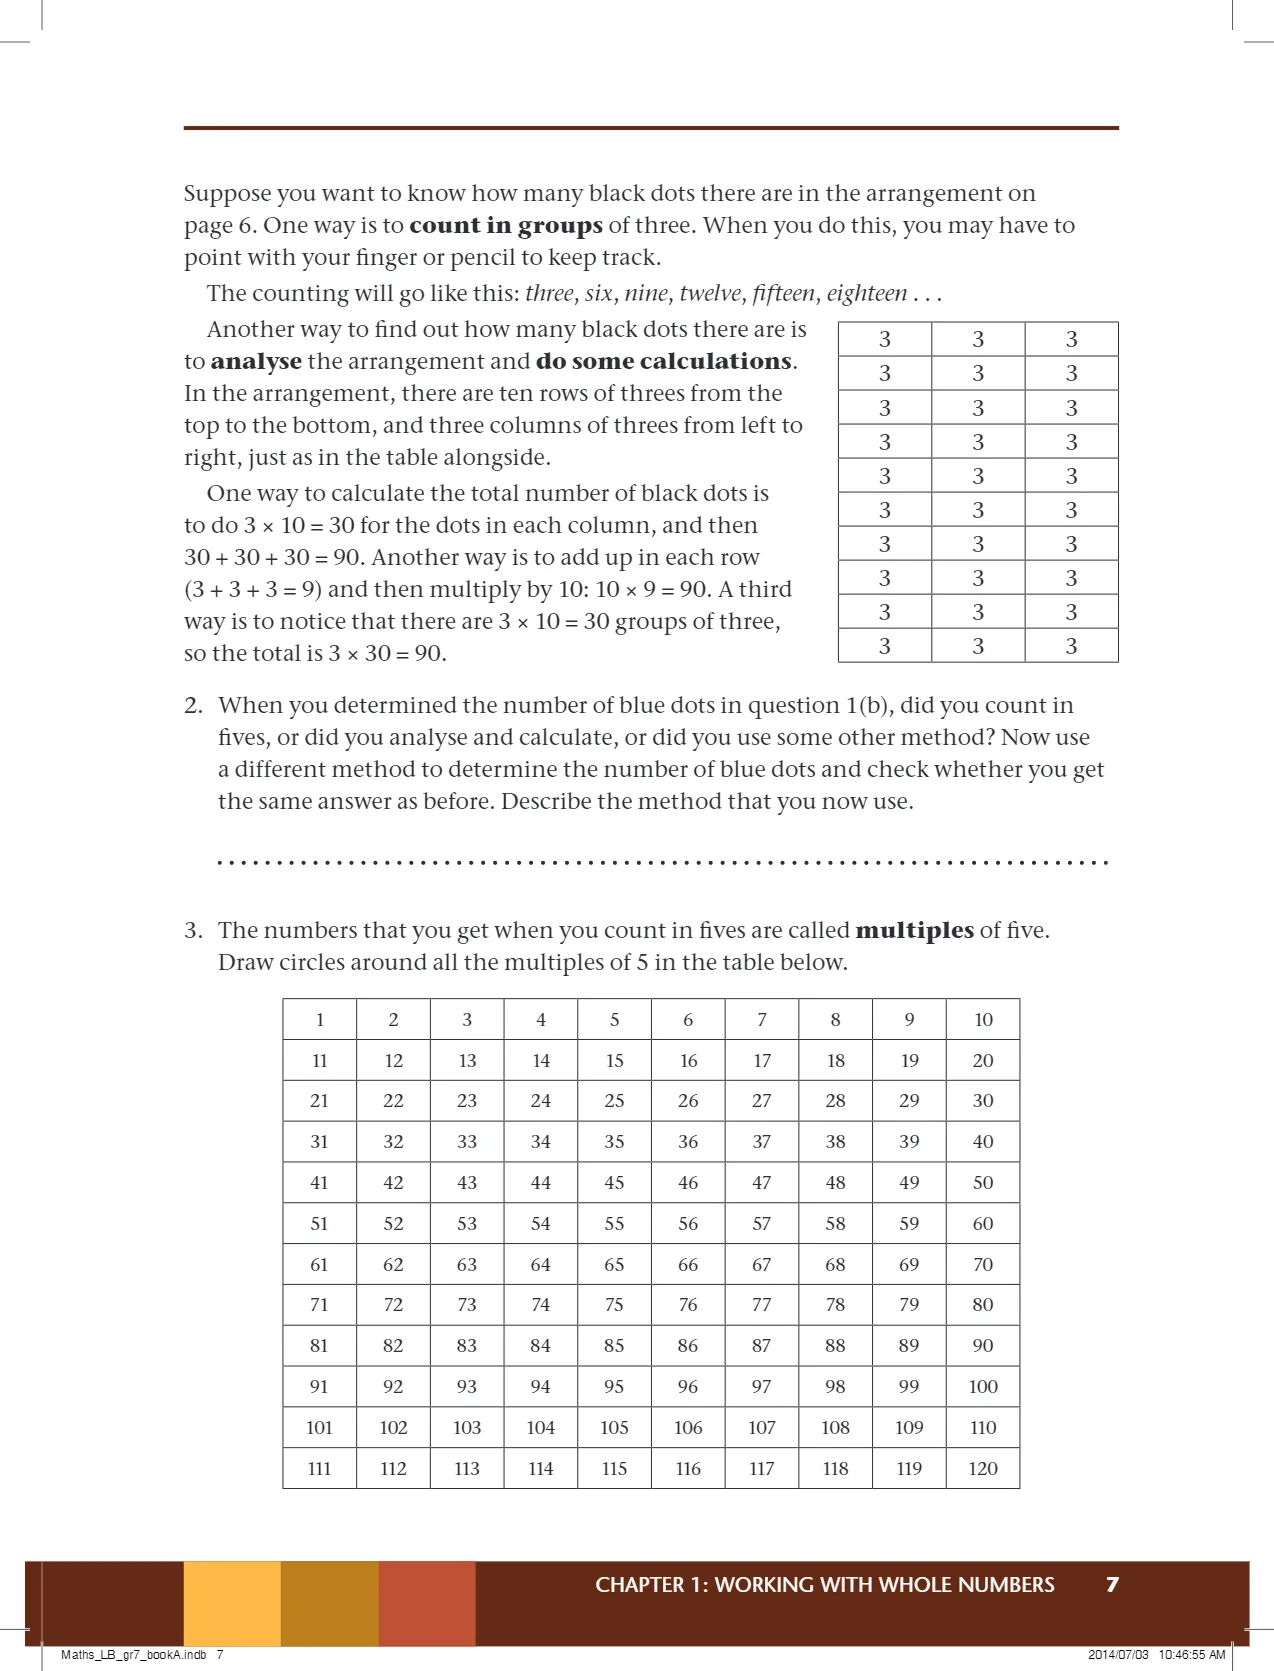 Suppose you want to know how many black dots there are in the arrangement on
page 6. One way is to count in groups of three. When you do this, you may have to
point with your finger or pencil to keep track.
The counting will go like this: three, six, nine, twelve, fifteen, eighteen . . .
Another way to find out how many black dots there are is
to analyse the arrangement and do some calculations.
In the arrangement, there are ten rows of threes from the
top to the bottom, and three columns of threes from left to
right, just as in the table alongside.
One way to calculate the total number of black dots is
to do 3 × 10 = 30 for the dots in each column, and then
30 + 30 + 30 = 90. Another way is to add up in each row
(3 + 3 + 3 = 9) and then multiply by 10: 10 × 9 = 90. A third
way is to notice that there are 3 × 10 = 30 groups of three,
so the total is 3 × 30 = 90.
3 3 3
3 3 3
3 3 3
3 3 3
3 3 3
3 3 3
3 3 3
3 3 3
3 3 3
3 3 3
2. When you determined the number of blue dots in question 1(b), did you count in
fives, or did you analyse and calculate, or did you use some other method? Now use
a different method to determine the number of blue dots and check whether you get
the same answer as before. Describe the method that you now use.
3. The numbers that you get when you count in fives are called multiples of five.
Draw circles around all the multiples of 5 in the table below.
1 2 3 4 5 6 7 8 9 10
11 12 13 14 15 16 17 18 19 20
21 22 23 24 25 26 27 28 29 30
31 32 33 34 35 36 37 38 39 40
41 42 43 44 45 46 47 48 49 50
51 52 53 54 55 56 57 58 59 60
61 62 63 64 65 66 67 68 69 70
71 72 73 74 75 76 77 78 79 80
81 82 83 84 85 86 87 88 89 90
91 92 93 94 95 96 97 98 99 100
101 102 103 104 105 106 107 108 109 110
111 112 113 114 115 116 117 118 119 120
CHAPTER 1: WORKING WITH WHOLE NUMBERS 7
Maths_LB_gr7_bookA.indb 7 2014/07/03 10:46:55 AM